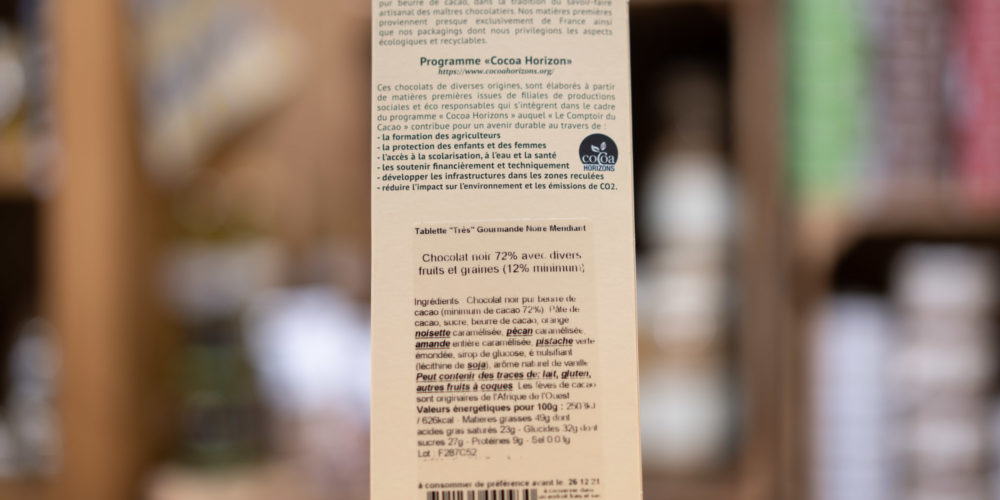 pur beurre de cacao, dans la tradition du savoir-faire
artisanal des maîtres chocolatiers. Nos matières premières
proviennent presque exclusivement de France ainsi
que nos packagings dont nous privilégions les aspects
écologiques et recyclables.
Programme «Cocoa Horizon»
https://www.cocoahorizons.org/
Ces chocolats de diverses origines, sont élaborés à partir
de matières premières issues de filiales de productions
sociales et éco responsables qui s'intègrent dans le cadre
du programme « Cocoa Horizons » auquel « Le Comptoir du
Cacao » contribue pour un avenir durable au travers de :
- la formation des agriculteurs
- la protection des enfants et des femmes
- l'accès à la scolarisation, à l'eau et la santé
- les soutenir financièrement et techniquement
- développer les infrastructures dans les zones reculées
- réduire l'impact sur l'environnement et les émissions de CO2.
cocoa
HORIZONS
Tablette "Très" Gourmande Noire Mendiant
Chocolat noir 72% avec divers
fruits et graines (12% minimum)
Ingrédients : Chocolat noir pur beurre de
cacao (minimum de cacao 72%) Pâte de
cacao, sucre, beurre de cacao, orange
noisette caramélisée, pécan caramélisée,
amande entière caramélisée, pistache verte
émondée, sirop de glucose, émulsifiant
(lécithine de soja), arôme naturel de vanille
Peut contenir des traces de: lait, gluten,
autres fruits à coques. Les fèves de cacao
sont originaires de l'Afrique de l'Ouest
Valeurs énergétiques pour 100g :
/ 626kcal - Matières grasses 49g dont
acides gras saturés 23g - Glucides 32g dont
sucres 27g - Protéines 9g - Sel
Lot : F287C52
à consommer de préférence avant le: 26 12 21